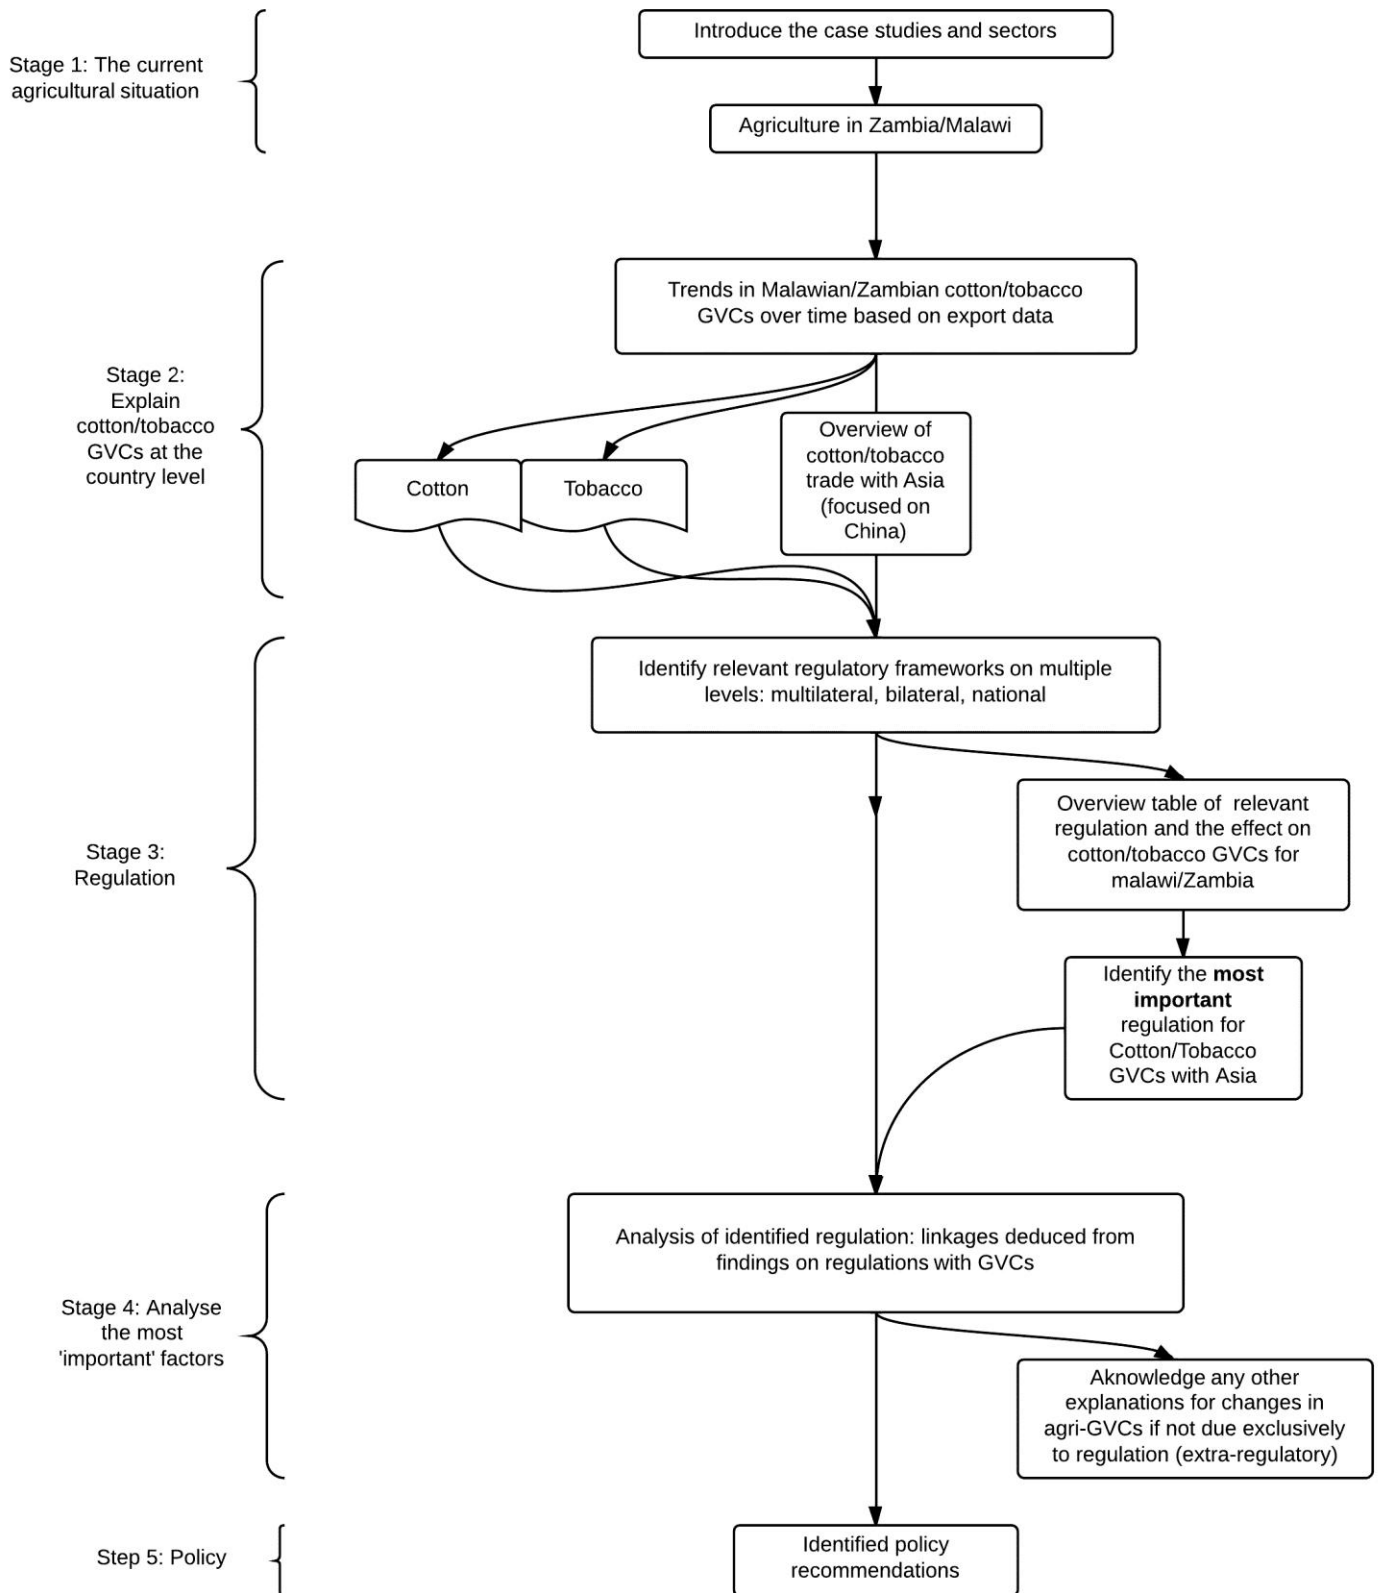 Introduce the case studies and sectors
Stage 1: The current
agricultural situation
Agriculture in Zambia/Malawi
Trends in Malawian/Zambian cotton/tobacco
GVCs over time based on export data
Stage 2:
Explain
cotton/tobacco
GVCs at the
country level
Cotton
Tobacco
Overview of
cotton/tobacco
trade with Asia
(focused on
China)
Identify relevant regulatory frameworks on multiple
levels: multilateral, bilateral, national
Stage 3:
Regulation
Overview table of relevant
regulation and the effect on
cotton/tobacco GVCs for
malawi/Zambia
Identify the most
important
regulation for
Cotton/Tobacco
GVCs with Asia
Analysis of identified regulation: linkages deduced from
findings on regulations with GVCs
Stage 4: Analyse
the most
'important' factors
Aknowledge any other
explanations for changes in
agri-GVCs if not due exclusively
to regulation (extra-regulatory)
Step 5: Policy
Identified policy
recommendations